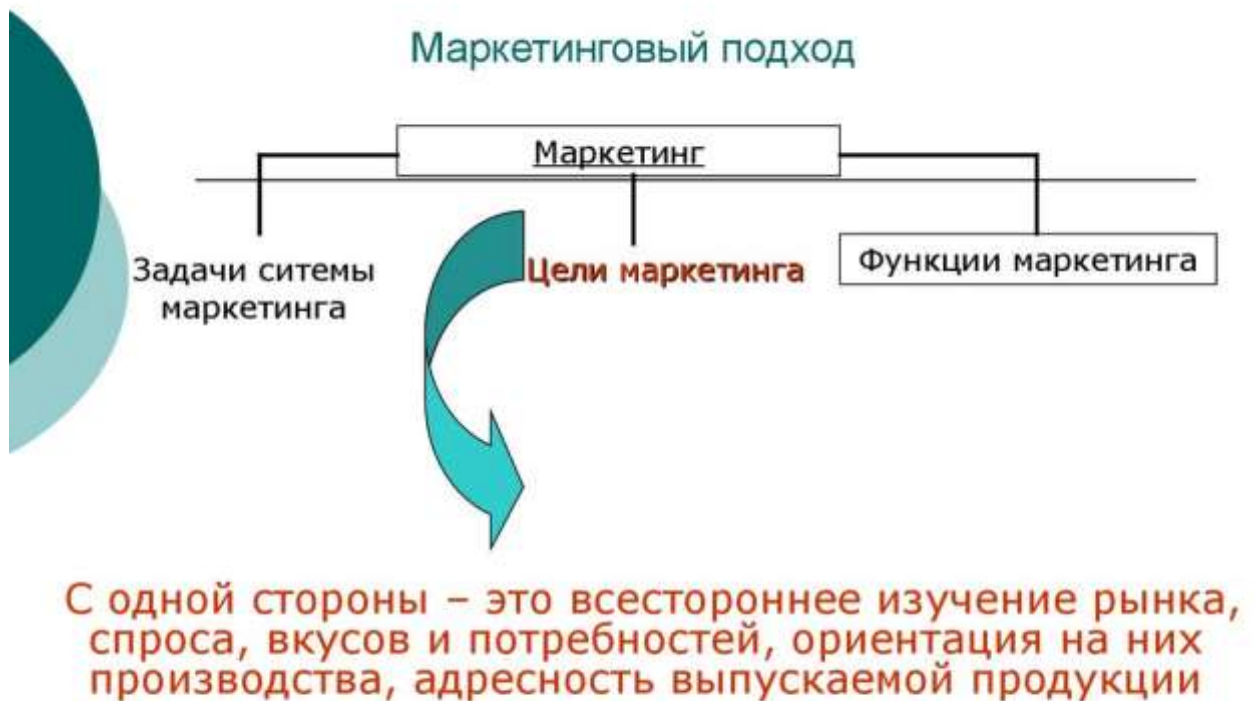 Маркетинговый подход
Маркетинг
Задачи ситемы
маркетинга
Цели маркетинга
Функции маркетинга
С одной стороны – это всестороннее изучение рынка,
спроса, вкусов и потребностей, ориентация на них
производства, адресность выпускаемой продукции